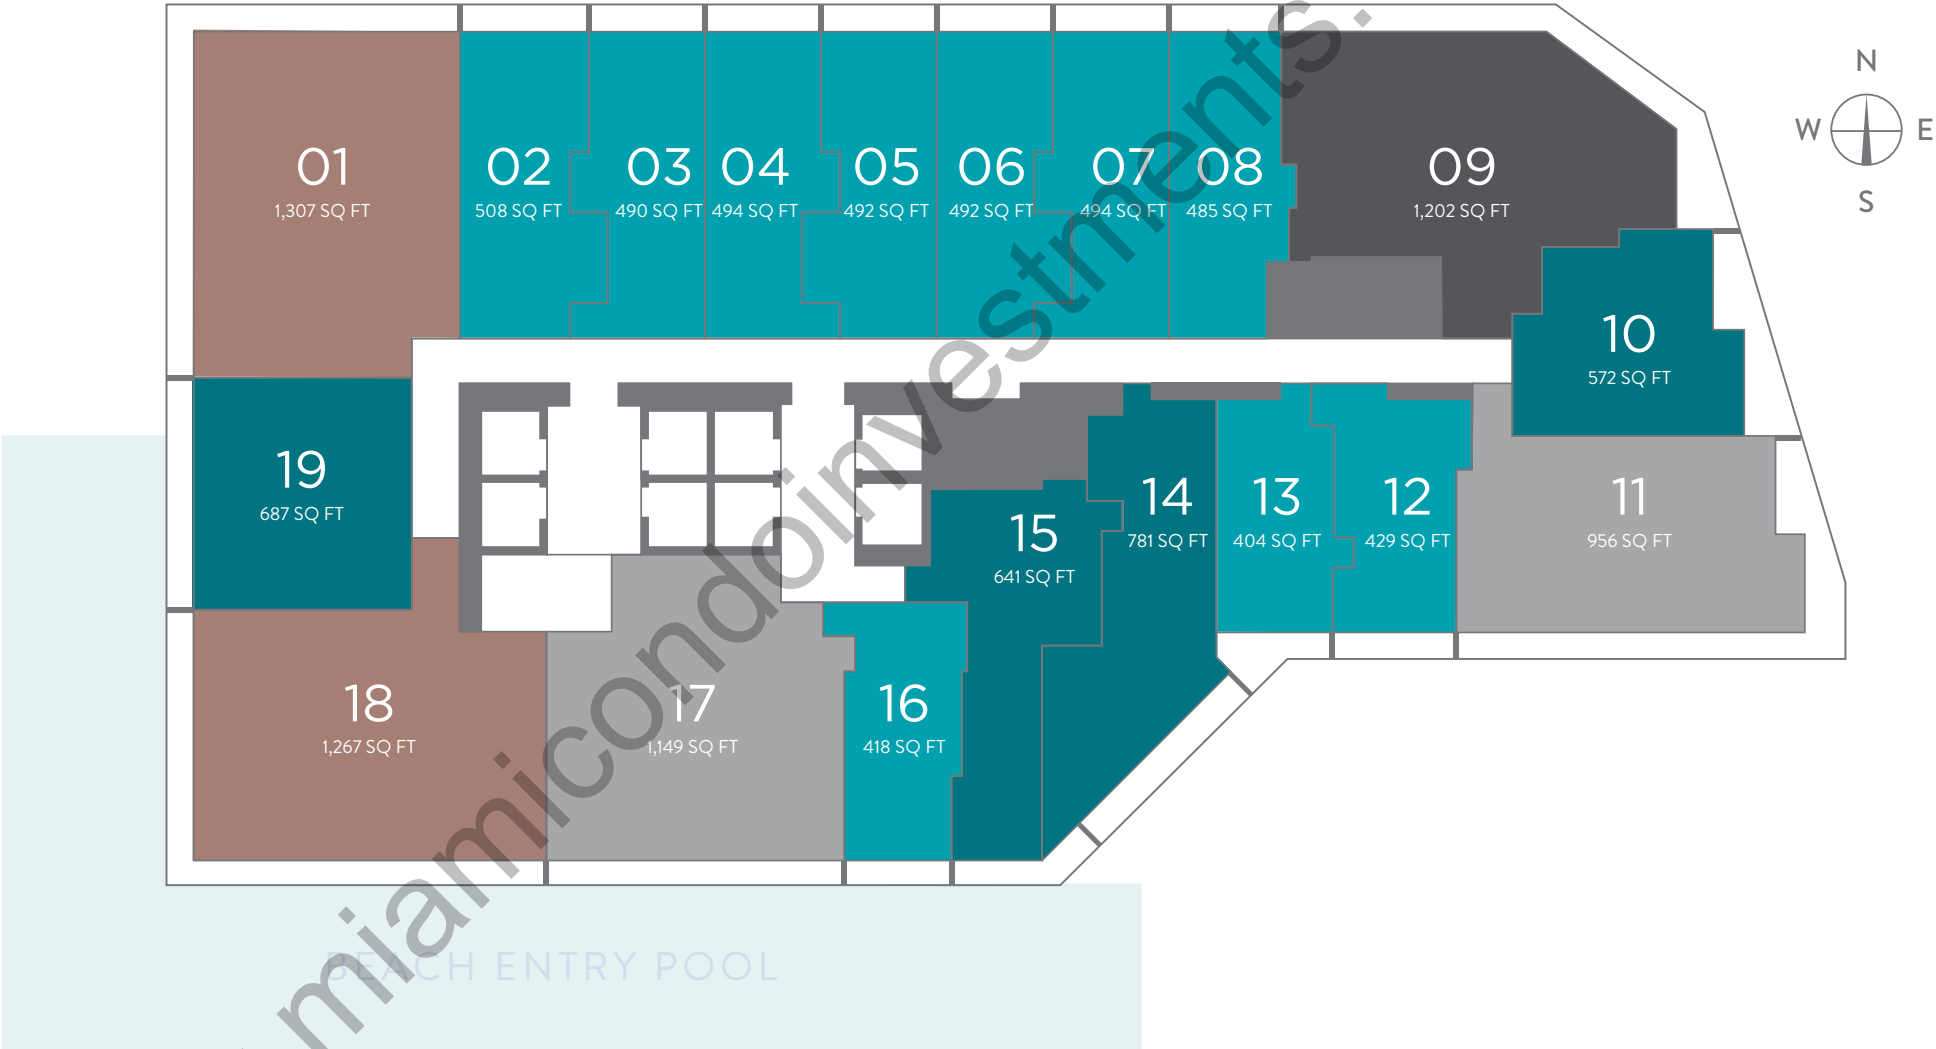 N
W E
S
01
1,307 SQ FT
02
508 SQ FT
03
490 SQ FT
04
494 SQ FT
05
492 SQ FT
06
492 SQ FT
07
494 SQ FT
08
485 SQ FT
09
1,202 SQ FT
10
572 SQ FT
19
687 SQ FT
15
641 SQ FT
14
781 SQ FT
13
404 SQ FT
12
429 SQ FT
11
956 SQ FT
18
1,267 SQ FT
17
1,149 SQ FT
16
418 SQ FT
BEACH ENTRY POOL
miamicondoinvestments.